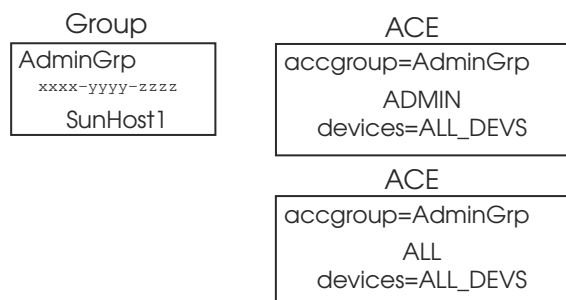 Group
AdminGrp
xxxx-yyyy-zzzz
SunHost1
ACE
accgroup=AdminGrp
ADMIN
devices=ALL_DEVS
ACE
accgroup=AdminGrp
ALL
devices=ALL_DEVS